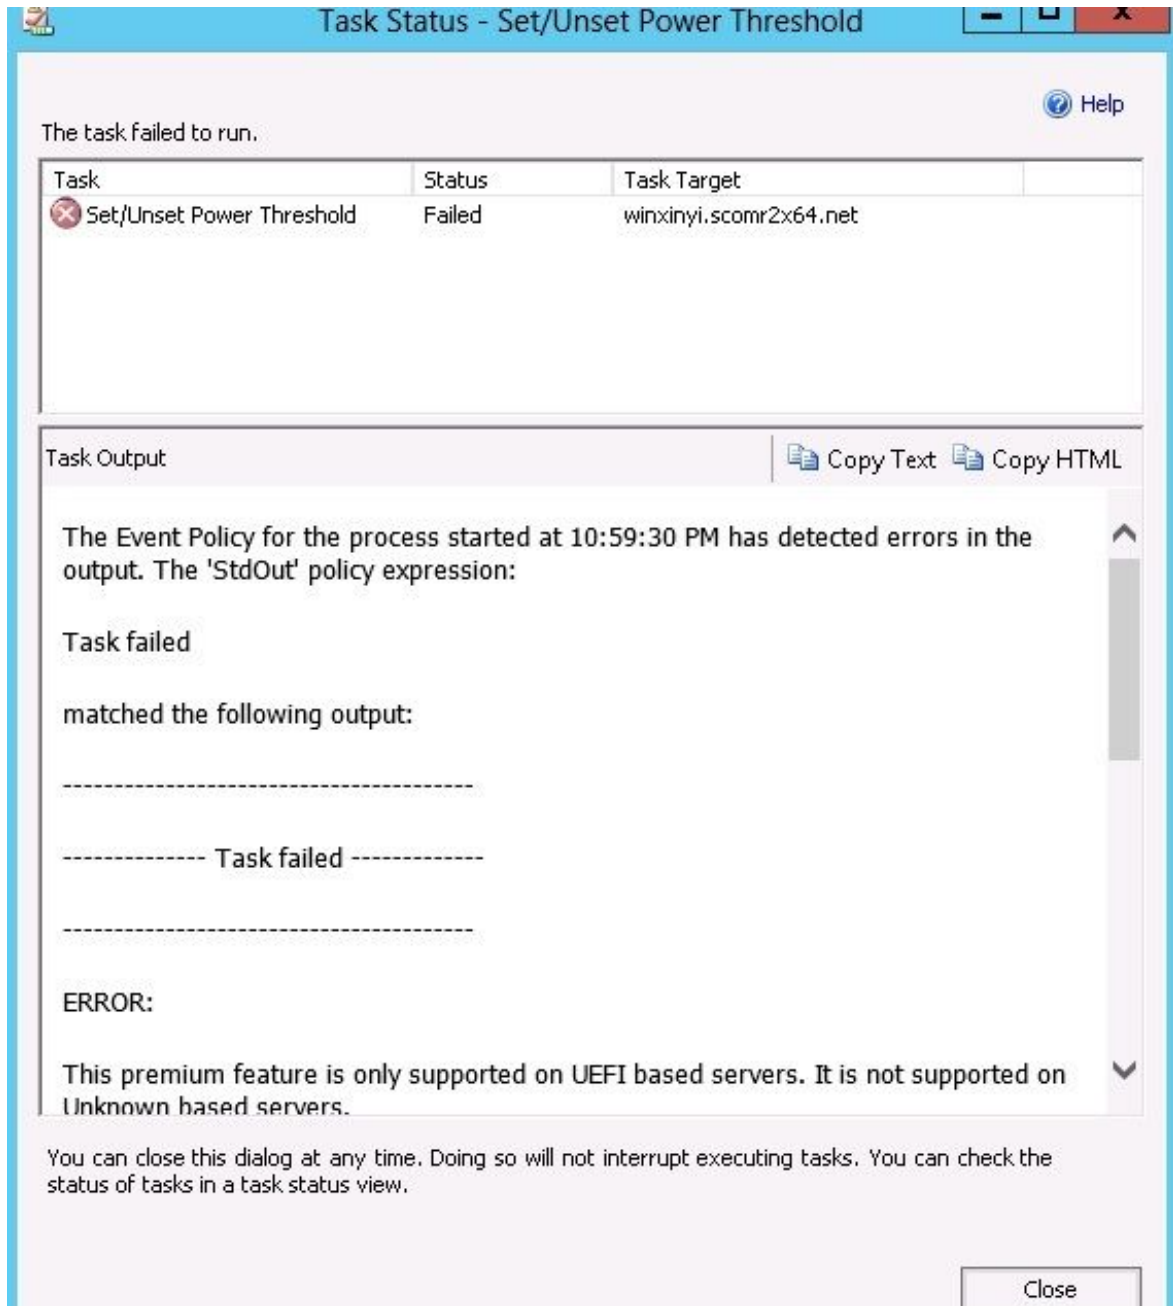 Task Status - Set/Unset Power Threshold
Help
The task failed to run.
Task Status Task Target
Set/Unset Power Threshold Failed winxinyi.scomr2x64.net
Task Output Copy Text Copy HTML
The Event Policy for the process started at 10:59:30 PM has detected errors in the
output. The 'StdOut' policy expression:
Task failed
matched the following output:
----------------------------------------
-------------- Task failed -------------
----------------------------------------
ERROR:
This premium feature is only supported on UEFI based servers. It is not supported on
Unknown based servers.
You can close this dialog at any time. Doing so will not interrupt executing tasks. You can check the
status of tasks in a task status view.
Close